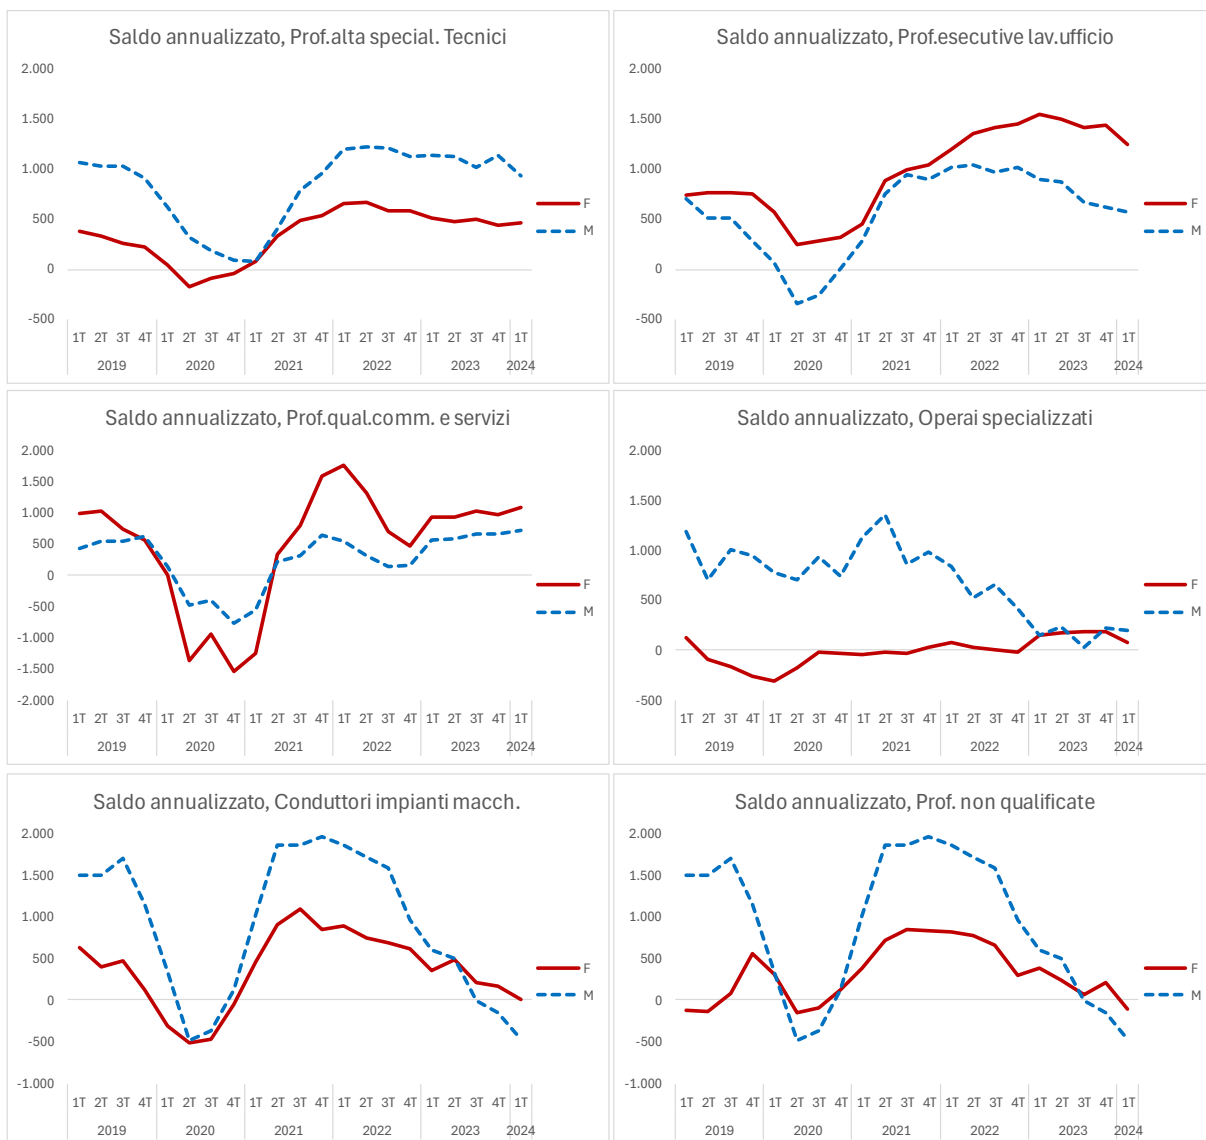 Saldo annualizzato, Prof.alta special. Tecnici
2.000
1.500
1.000
500
0
-500
1T 2T 3T 4T 1T 2T 3T 4T 1T 2T 3T 4T 1T 2T 3T 4T 1T 2T 3T 4T 1T
2019 2020 2021 2022 2023 2024
F
M
Saldo annualizzato, Prof.esecutive lav.ufficio
2.000
1.500
1.000
500
0
-500
1T 2T 3T 4T 1T 2T 3T 4T 1T 2T 3T 4T 1T 2T 3T 4T 1T 2T 3T 4T 1T
2019 2020 2021 2022 2023 2024
F
M
Saldo annualizzato, Prof.qual.comm. e servizi
2.000
1.500
1.000
500
0
-500
-1.000
-1.500
-2.000
1T 2T 3T 4T 1T 2T 3T 4T 1T 2T 3T 4T 1T 2T 3T 4T 1T 2T 3T 4T 1T
2019 2020 2021 2022 2023 2024
F
M
Saldo annualizzato, Operai specializzati
2.000
1.500
1.000
500
0
-500
1T 2T 3T 4T 1T 2T 3T 4T 1T 2T 3T 4T 1T 2T 3T 4T 1T 2T 3T 4T 1T
2019 2020 2021 2022 2023 2024
F
M
Saldo annualizzato, Conduttori impianti macch.
2.000
1.500
1.000
500
0
-500
-1.000
1T 2T 3T 4T 1T 2T 3T 4T 1T 2T 3T 4T 1T 2T 3T 4T 1T 2T 3T 4T 1T
2019 2020 2021 2022 2023 2024
F
M
Saldo annualizzato, Prof. non qualificate
2.000
1.500
1.000
500
0
-500
-1.000
1T 2T 3T 4T 1T 2T 3T 4T 1T 2T 3T 4T 1T 2T 3T 4T 1T 2T 3T 4T 1T
2019 2020 2021 2022 2023 2024
F
M